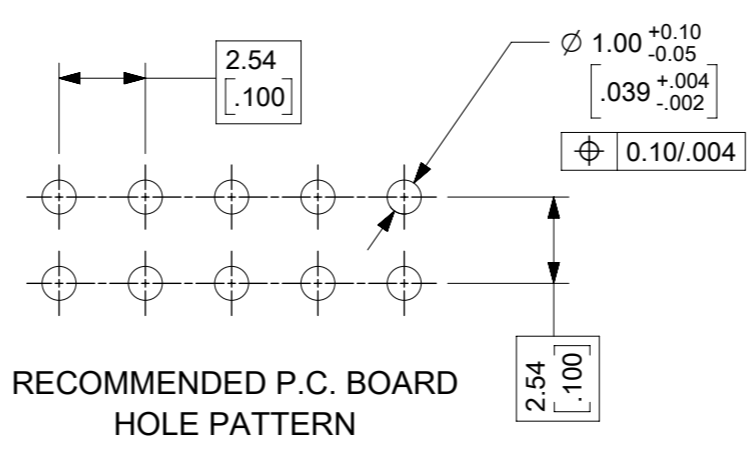 2.54
[.100]
Ø 1.00 +0.10 -0.05
[.039 +.004 -.002]
⌖ 0.10/.004
2.54
[.100]
RECOMMENDED P.C. BOARD
HOLE PATTERN